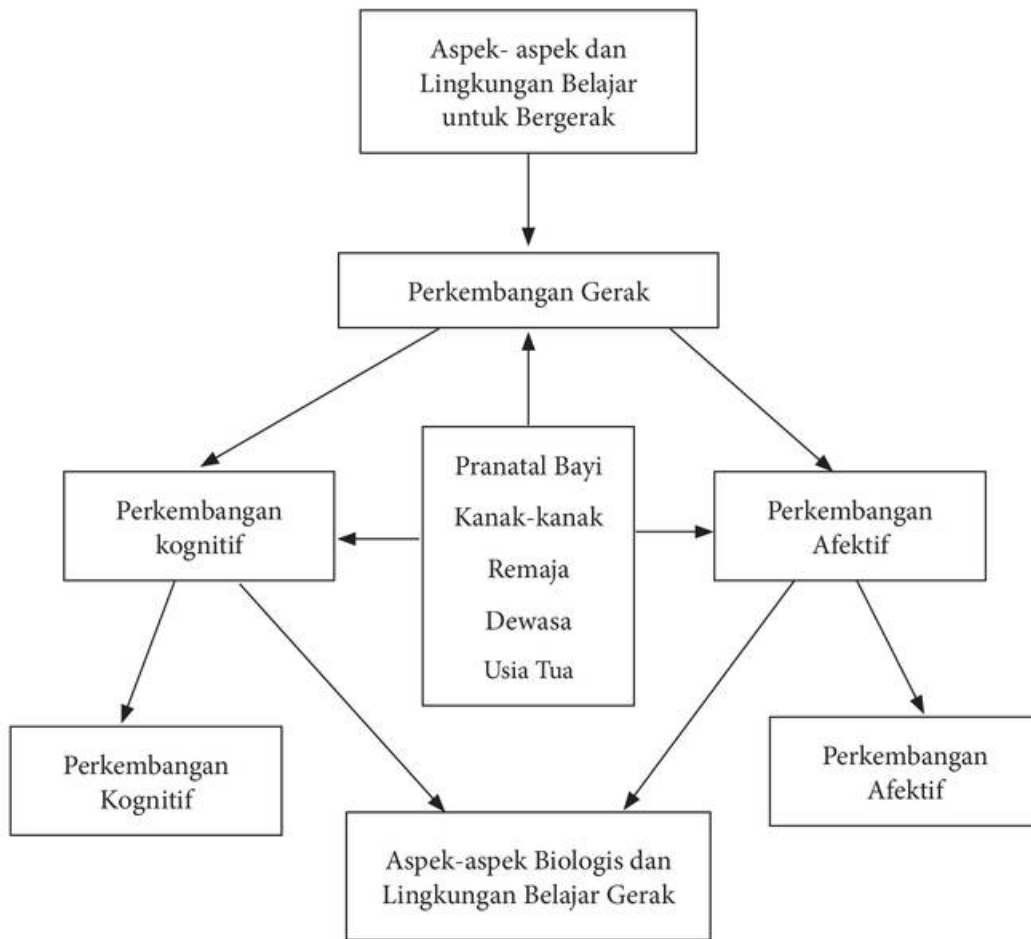 Aspek- aspek dan
Lingkungan Belajar
untuk Bergerak
Perkembangan Gerak
Pranatal Bayi
Kanak-kanak
Remaja
Dewasa
Usia Tua
Perkembangan
kognitif
Perkembangan
Afektif
Perkembangan
Kognitif
Perkembangan
Afektif
Aspek-aspek Biologis dan
Lingkungan Belajar Gerak